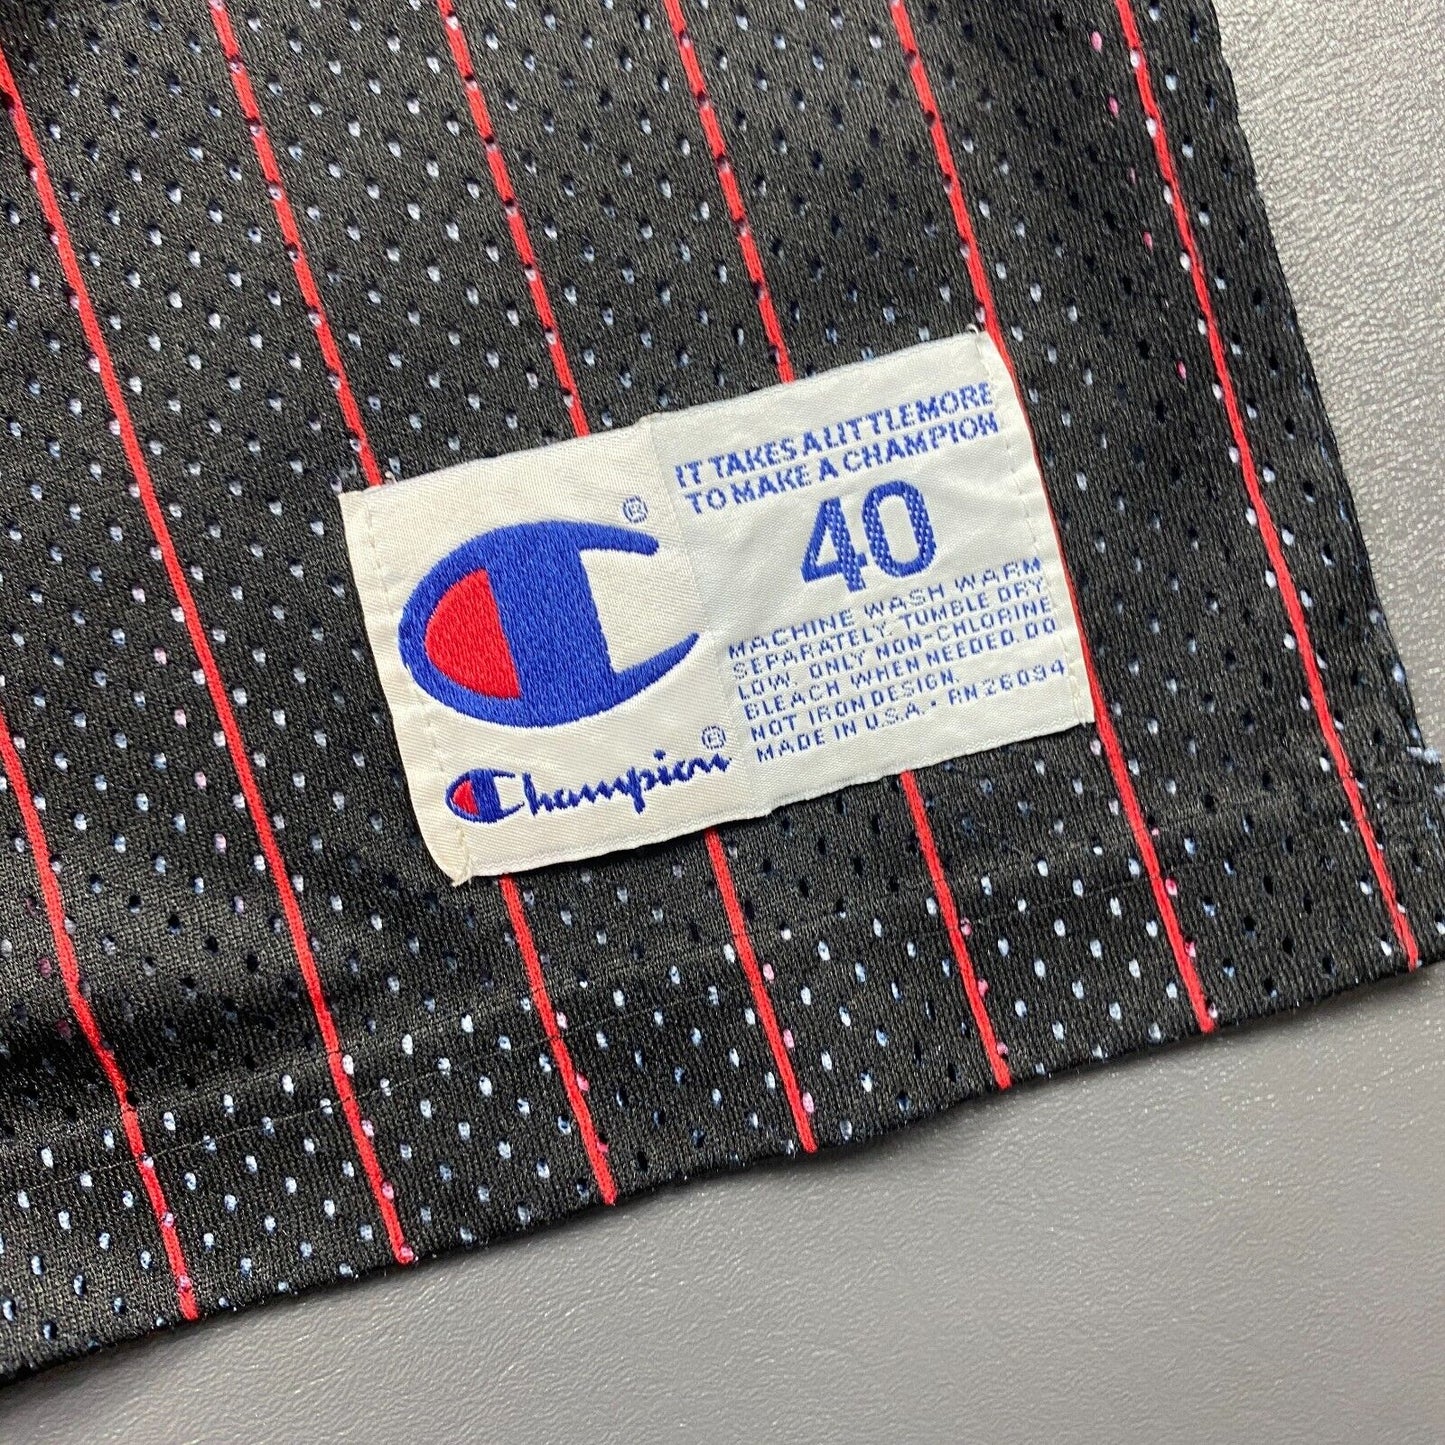 ®
Champion®
IT TAKES A LITTLE MORE
TO MAKE A CHAMPION
40
MACHINE WASH WARM
SEPARATELY. TUMBLE DRY
LOW. ONLY NON-CHLORINE
BLEACH WHEN NEEDED. DO
NOT IRON DESIGN.
MADE IN U.S.A. • RN 26094